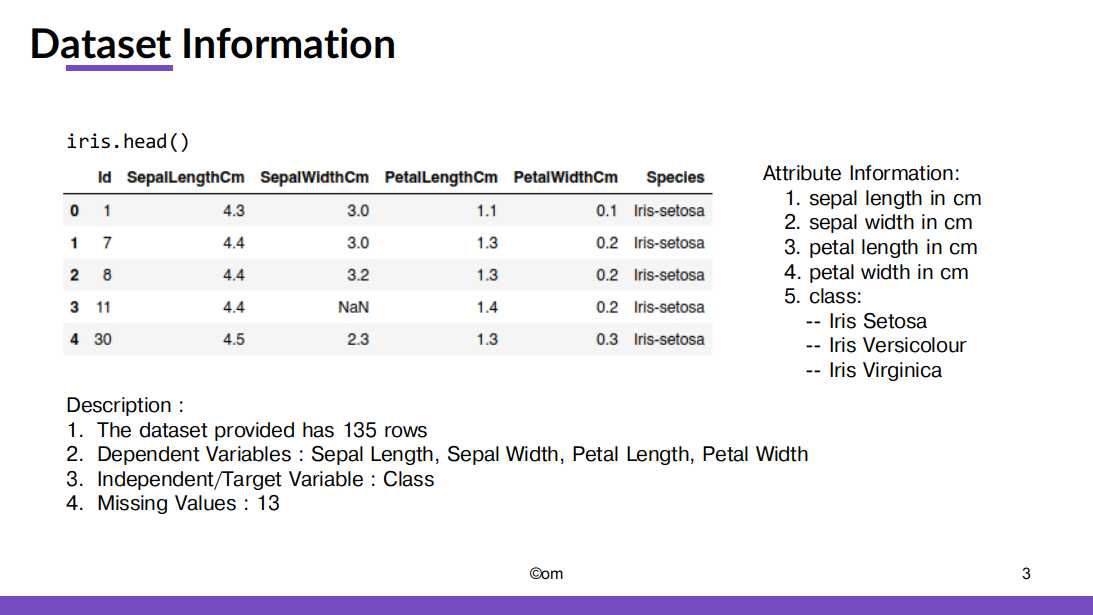 Dataset Information
iris.head()
Id SepalLengthCm SepalWidthCm PetalLengthCm PetalWidthCm Species
0 1 4.3 3.0 1.1 0.1 Iris-setosa
1 7 4.4 3.0 1.3 0.2 Iris-setosa
2 8 4.4 3.2 1.3 0.2 Iris-setosa
3 11 4.4 NaN 1.4 0.2 Iris-setosa
4 30 4.5 2.3 1.3 0.3 Iris-setosa
Attribute Information:
1. sepal length in cm
2. sepal width in cm
3. petal length in cm
4. petal width in cm
5. class:
-- Iris Setosa
-- Iris Versicolour
-- Iris Virginica
Description :
1. The dataset provided has 135 rows
2. Dependent Variables : Sepal Length, Sepal Width, Petal Length, Petal Width
3. Independent/Target Variable : Class
4. Missing Values : 13
©om
3